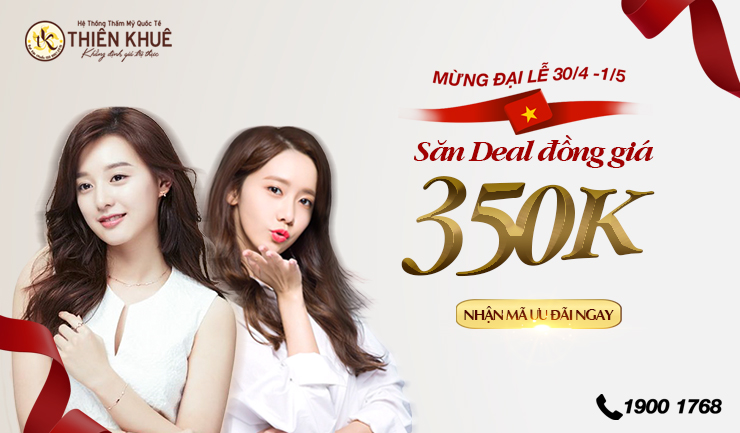 Hệ Thống Thẩm Mỹ Quốc Tế
THIÊN KHUÊ
Khẳng định giá trị thực
MỪNG ĐẠI LỄ 30/4 -1/5
Săn Deal đồng giá
350K
NHẬN MÃ ƯU ĐÃI NGAY
1900 1768